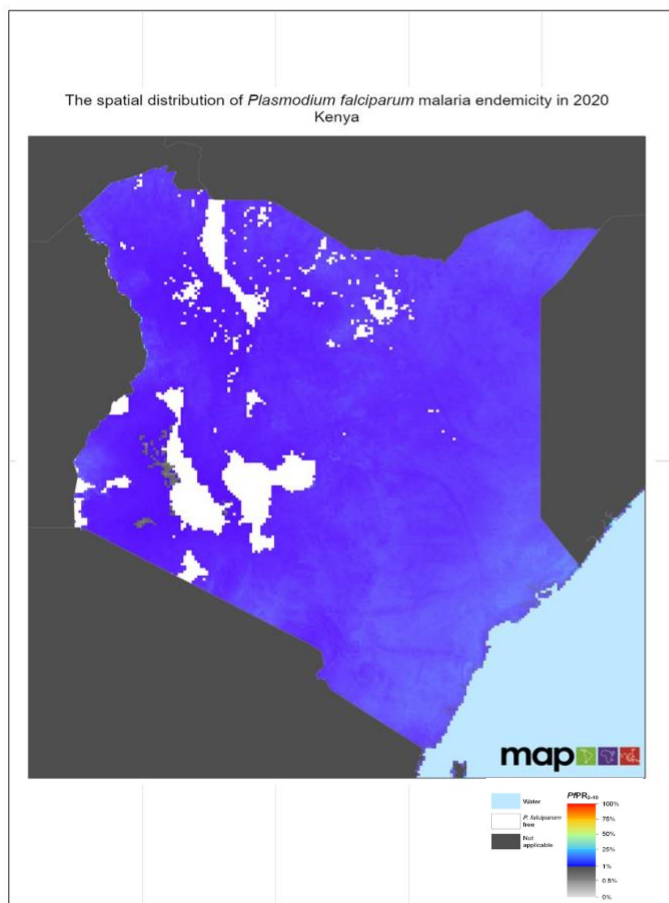 The spatial distribution of Plasmodium falciparum malaria endemicity in 2020
Kenya
map
Water
P. falciparum
free
Not
applicable
PfPR₂₋₁₀
100%
75%
50%
25%
1%
0.5%
0%